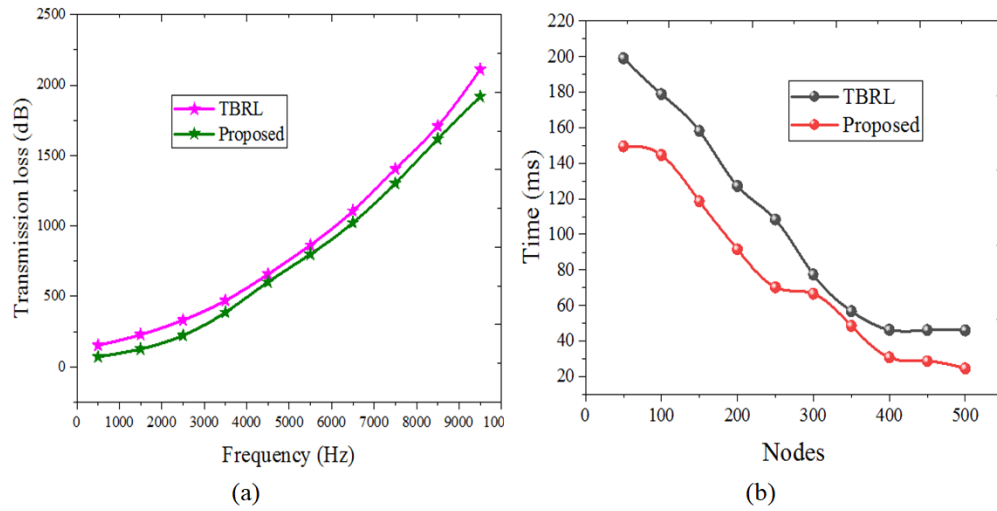 2500
2000
1500
1000
500
0
Transmission loss (dB)
TBRL
Proposed
0 1000 2000 3000 4000 5000 6000 7000 8000 9000 100
Frequency (Hz)
(a)
220
200
180
160
140
120
100
80
60
40
20
Time (ms)
TBRL
Proposed
0 100 200 300 400 500
Nodes
(b)